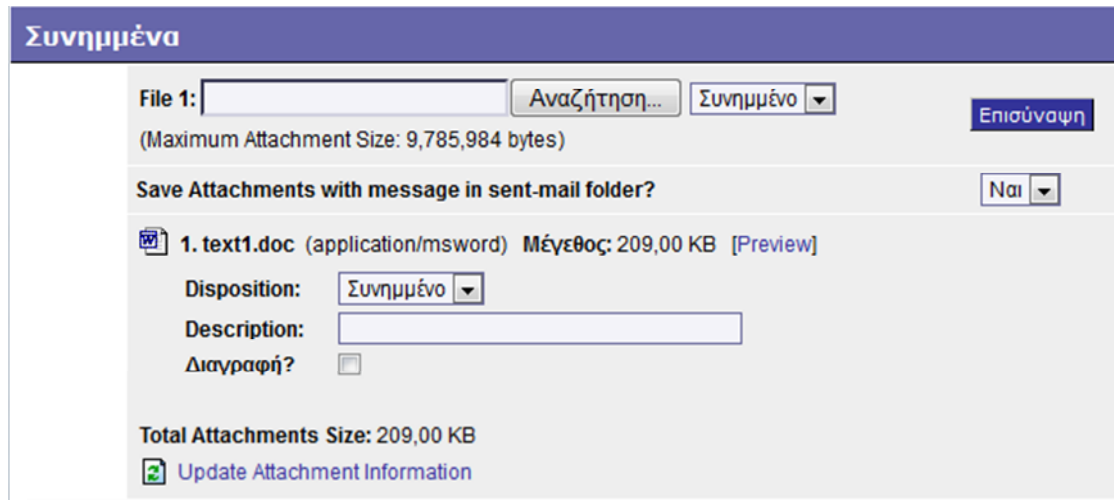 Συνημμένα
File 1: Αναζήτηση... Συνημμένο Επισύναψη
(Maximum Attachment Size: 9,785,984 bytes)
Save Attachments with message in sent-mail folder? Ναι
1. text1.doc (application/msword) Μέγεθος: 209,00 KB [Preview]
Disposition: Συνημμένο
Description:
Διαγραφή?
Total Attachments Size: 209,00 KB
Update Attachment Information